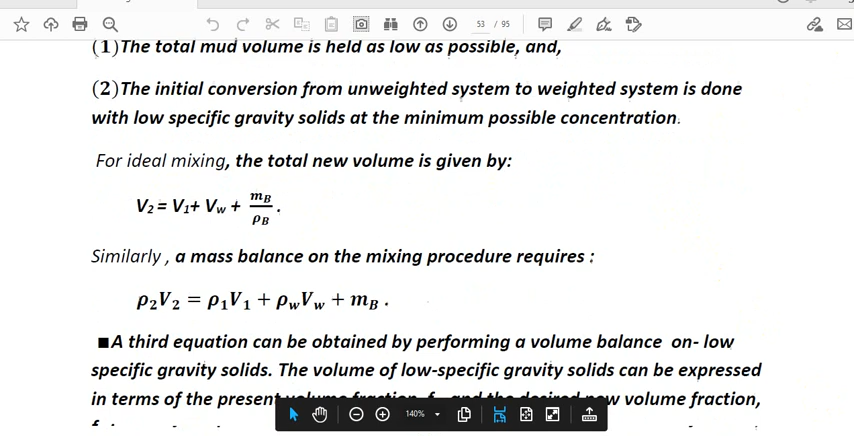 53 / 95
(1)The total mud volume is held as low as possible, and,
(2)The initial conversion from unweighted system to weighted system is done
with low specific gravity solids at the minimum possible concentration.
For ideal mixing, the total new volume is given by:
V₂ = V₁+ Vw + mB/ρB .
Similarly , a mass balance on the mixing procedure requires :
ρ₂V₂ = ρ₁V₁ + ρwVw + mB .
■A third equation can be obtained by performing a volume balance on- low
specific gravity solids. The volume of low-specific gravity solids can be expressed
in terms of the present volume fraction, and the desired new volume fraction,
140%